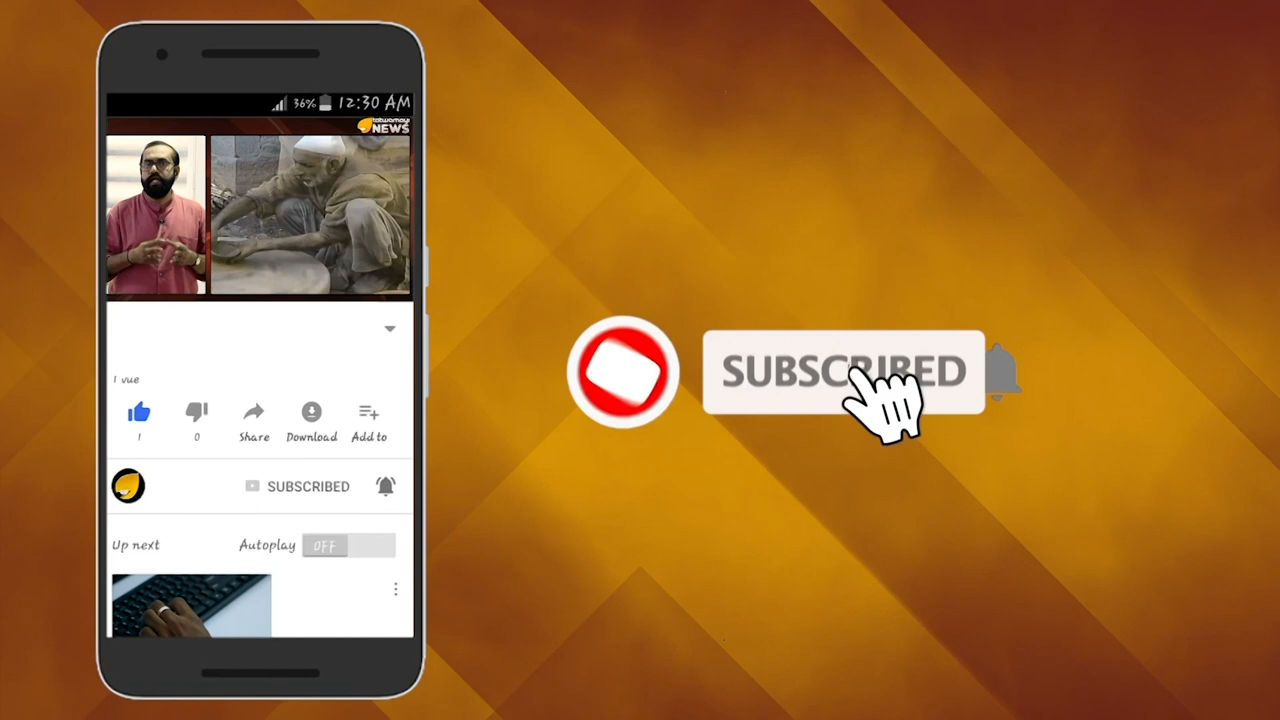 36% 12:30 AM
tatwamayi
NEWS
1 vue
1
0
Share
Download
Add to
SUBSCRIBED
Up next
Autoplay
OFF
SUBSCRIBED